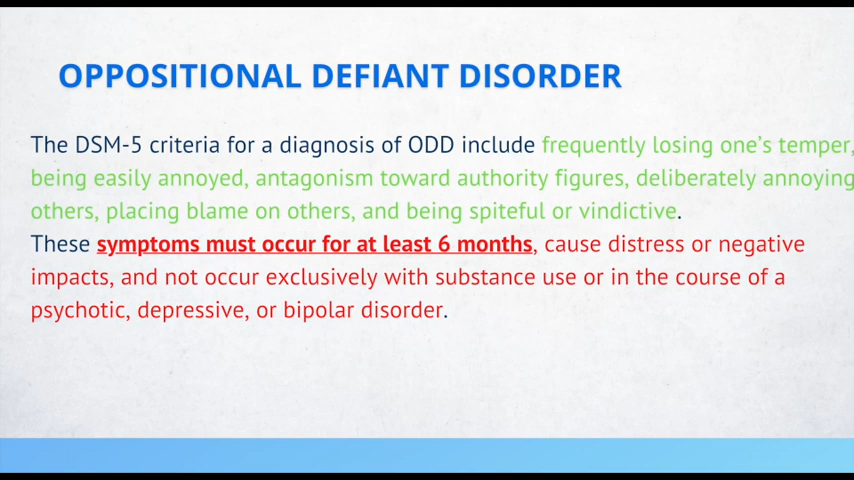 OPPOSITIONAL DEFIANT DISORDER
The DSM-5 criteria for a diagnosis of ODD include frequently losing one’s temper,
being easily annoyed, antagonism toward authority figures, deliberately annoying
others, placing blame on others, and being spiteful or vindictive.
These symptoms must occur for at least 6 months, cause distress or negative
impacts, and not occur exclusively with substance use or in the course of a
psychotic, depressive, or bipolar disorder.